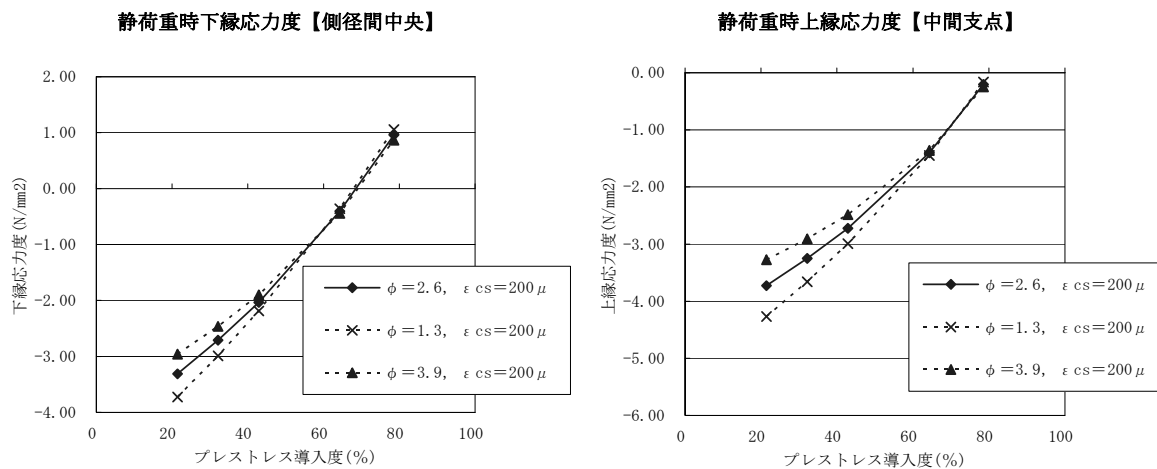 静荷重時下縁応力度【側径間中央】
2.00
1.00
0.00
-1.00
-2.00
-3.00
-4.00
下縁応力度(N/mm2)
0 20 40 60 80 100
プレストレス導入度(%)
φ=2.6, εcs=200μ
φ=1.3, εcs=200μ
φ=3.9, εcs=200μ
静荷重時上縁応力度【中間支点】
0.00
-1.00
-2.00
-3.00
-4.00
-5.00
-6.00
上縁応力度(N/mm2)
0 20 40 60 80 100
プレストレス導入度(%)
φ=2.6, εcs=200μ
φ=1.3, εcs=200μ
φ=3.9, εcs=200μ